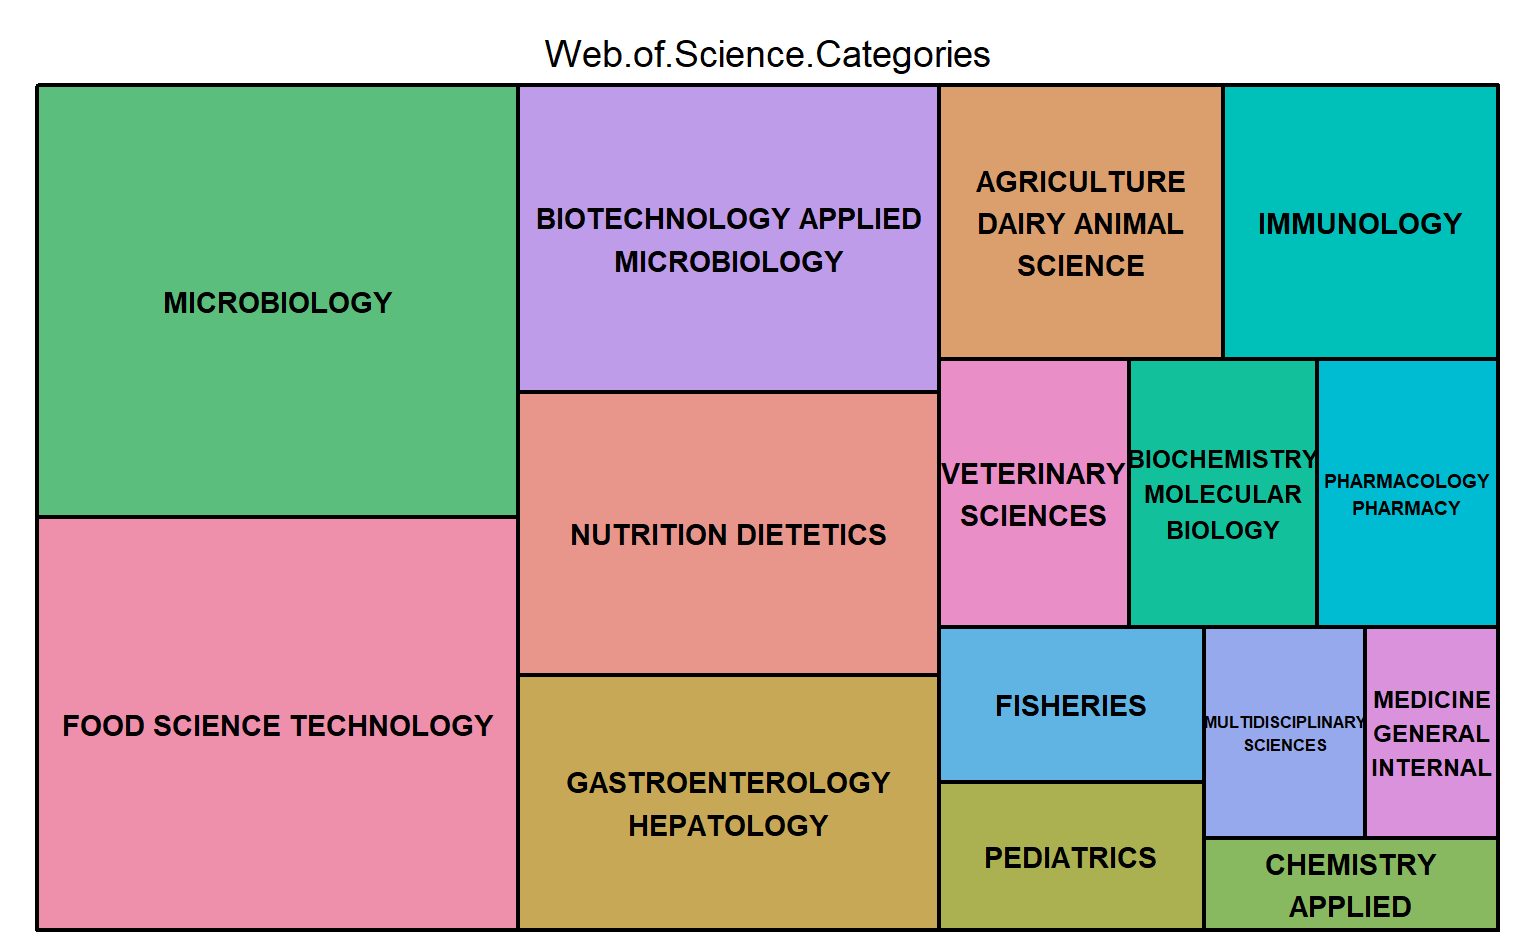 Web.of.Science.Categories
MICROBIOLOGY
FOOD SCIENCE TECHNOLOGY
BIOTECHNOLOGY APPLIED
MICROBIOLOGY
NUTRITION DIETETICS
GASTROENTEROLOGY
HEPATOLOGY
AGRICULTURE
DAIRY ANIMAL
SCIENCE
IMMUNOLOGY
VETERINARY
SCIENCES
BIOCHEMISTRY
MOLECULAR
BIOLOGY
PHARMACOLOGY
PHARMACY
FISHERIES
PEDIATRICS
MULTIDISCIPLINARY
SCIENCES
MEDICINE
GENERAL
INTERNAL
CHEMISTRY
APPLIED